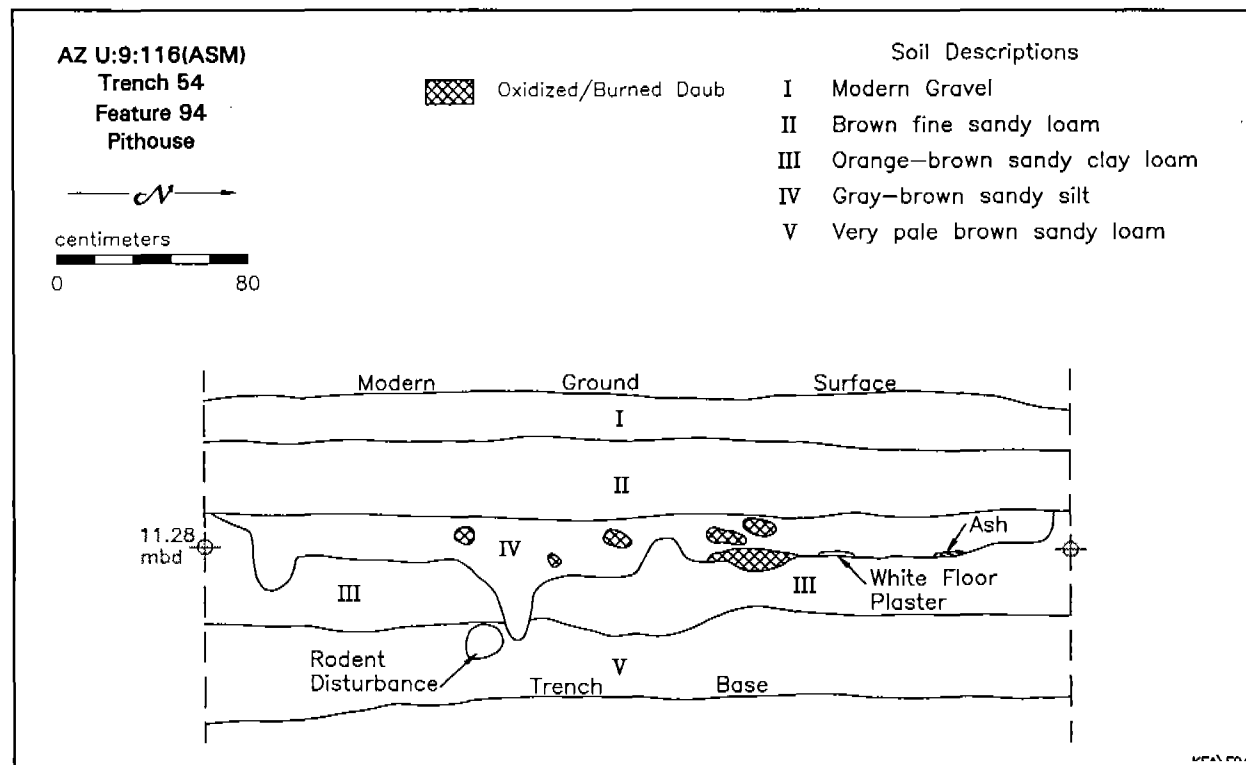 AZ U:9:116(ASM)
Trench 54
Feature 94
Pithouse
N
centimeters
0 80
Oxidized/Burned Daub
Soil Descriptions
I Modern Gravel
II Brown fine sandy loam
III Orange-brown sandy clay loam
IV Gray-brown sandy silt
V Very pale brown sandy loam
Modern Ground Surface
I
II
11.28
mbd
IV
Ash
III
III
White Floor
Plaster
Rodent
Disturbance
V
Trench Base